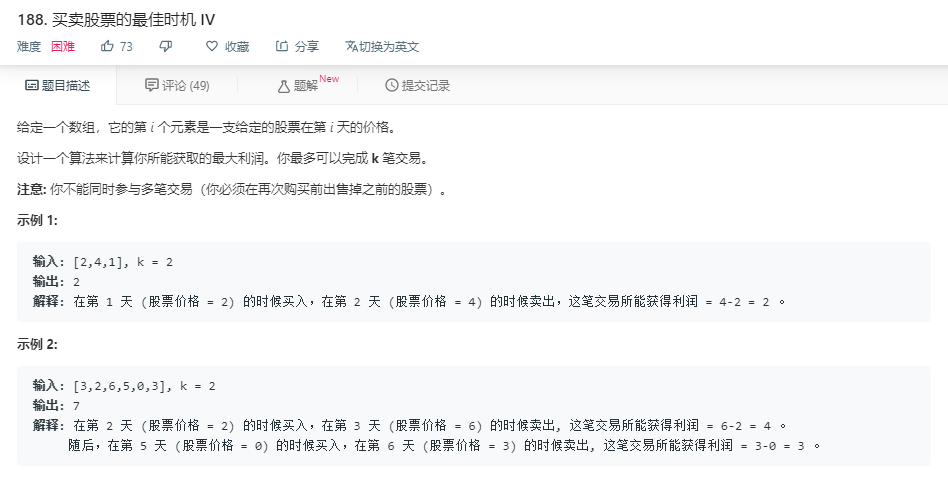 188. 买卖股票的最佳时机 IV
难度 困难 73 收藏 分享 切换为英文
题目描述 评论 (49) 题解 New 提交记录
给定一个数组，它的第 i 个元素是一支给定的股票在第 i 天的价格。
设计一个算法来计算你所能获取的最大利润。你最多可以完成 k 笔交易。
注意: 你不能同时参与多笔交易（你必须在再次购买前出售掉之前的股票）。
示例 1:
输入: [2,4,1], k = 2
输出: 2
解释: 在第 1 天 (股票价格 = 2) 的时候买入，在第 2 天 (股票价格 = 4) 的时候卖出，这笔交易所能获得利润 = 4-2 = 2 。
示例 2:
输入: [3,2,6,5,0,3], k = 2
输出: 7
解释: 在第 2 天 (股票价格 = 2) 的时候买入，在第 3 天 (股票价格 = 6) 的时候卖出, 这笔交易所能获得利润 = 6-2 = 4 。
随后，在第 5 天 (股票价格 = 0) 的时候买入，在第 6 天 (股票价格 = 3) 的时候卖出, 这笔交易所能获得利润 = 3-0 = 3 。